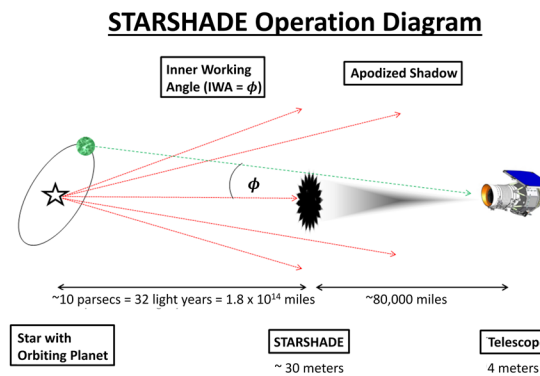 STARSHADE Operation Diagram
Inner Working
Angle (IWA = ϕ)
Apodized Shadow
ϕ
~10 parsecs = 32 light years = 1.8 x 10¹⁴ miles
~80,000 miles
Star with
Orbiting Planet
STARSHADE
~ 30 meters
Telescop
4 meters